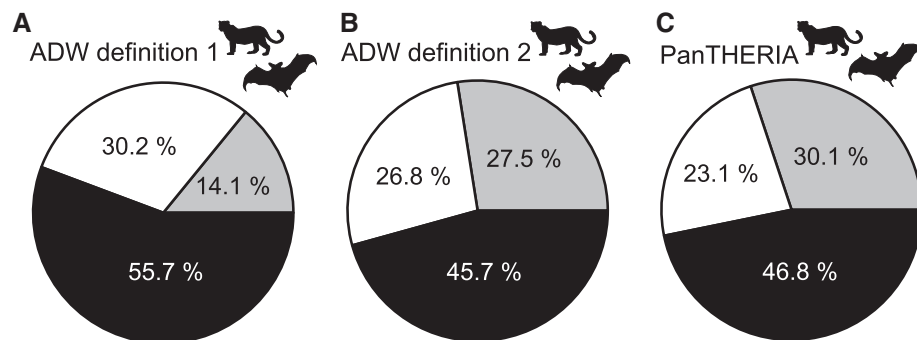 A
ADW definition 1
30.2 %
14.1 %
55.7 %
B
ADW definition 2
26.8 %
27.5 %
45.7 %
C
PanTHERIA
23.1 %
30.1 %
46.8 %